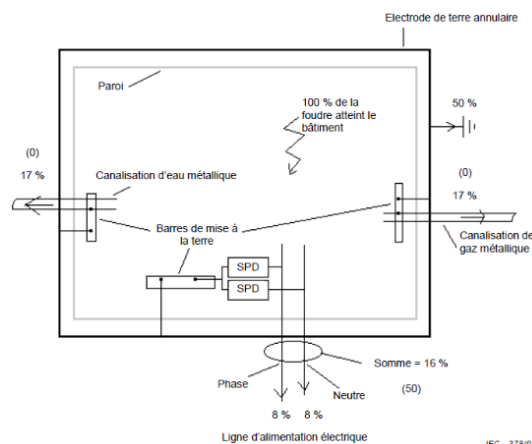 Electrode de terre annulaire
Paroi
100 % de la
foudre atteint le
bâtiment
50 %
(0)
17 %
Canalisation d'eau métallique
(0)
17 %
Barres de mise à
la terre
Canalisation de
gaz métallique
SPD
SPD
Somme = 16 %
Phase
Neutre
(50)
8 %
8 %
Ligne d'alimentation électrique